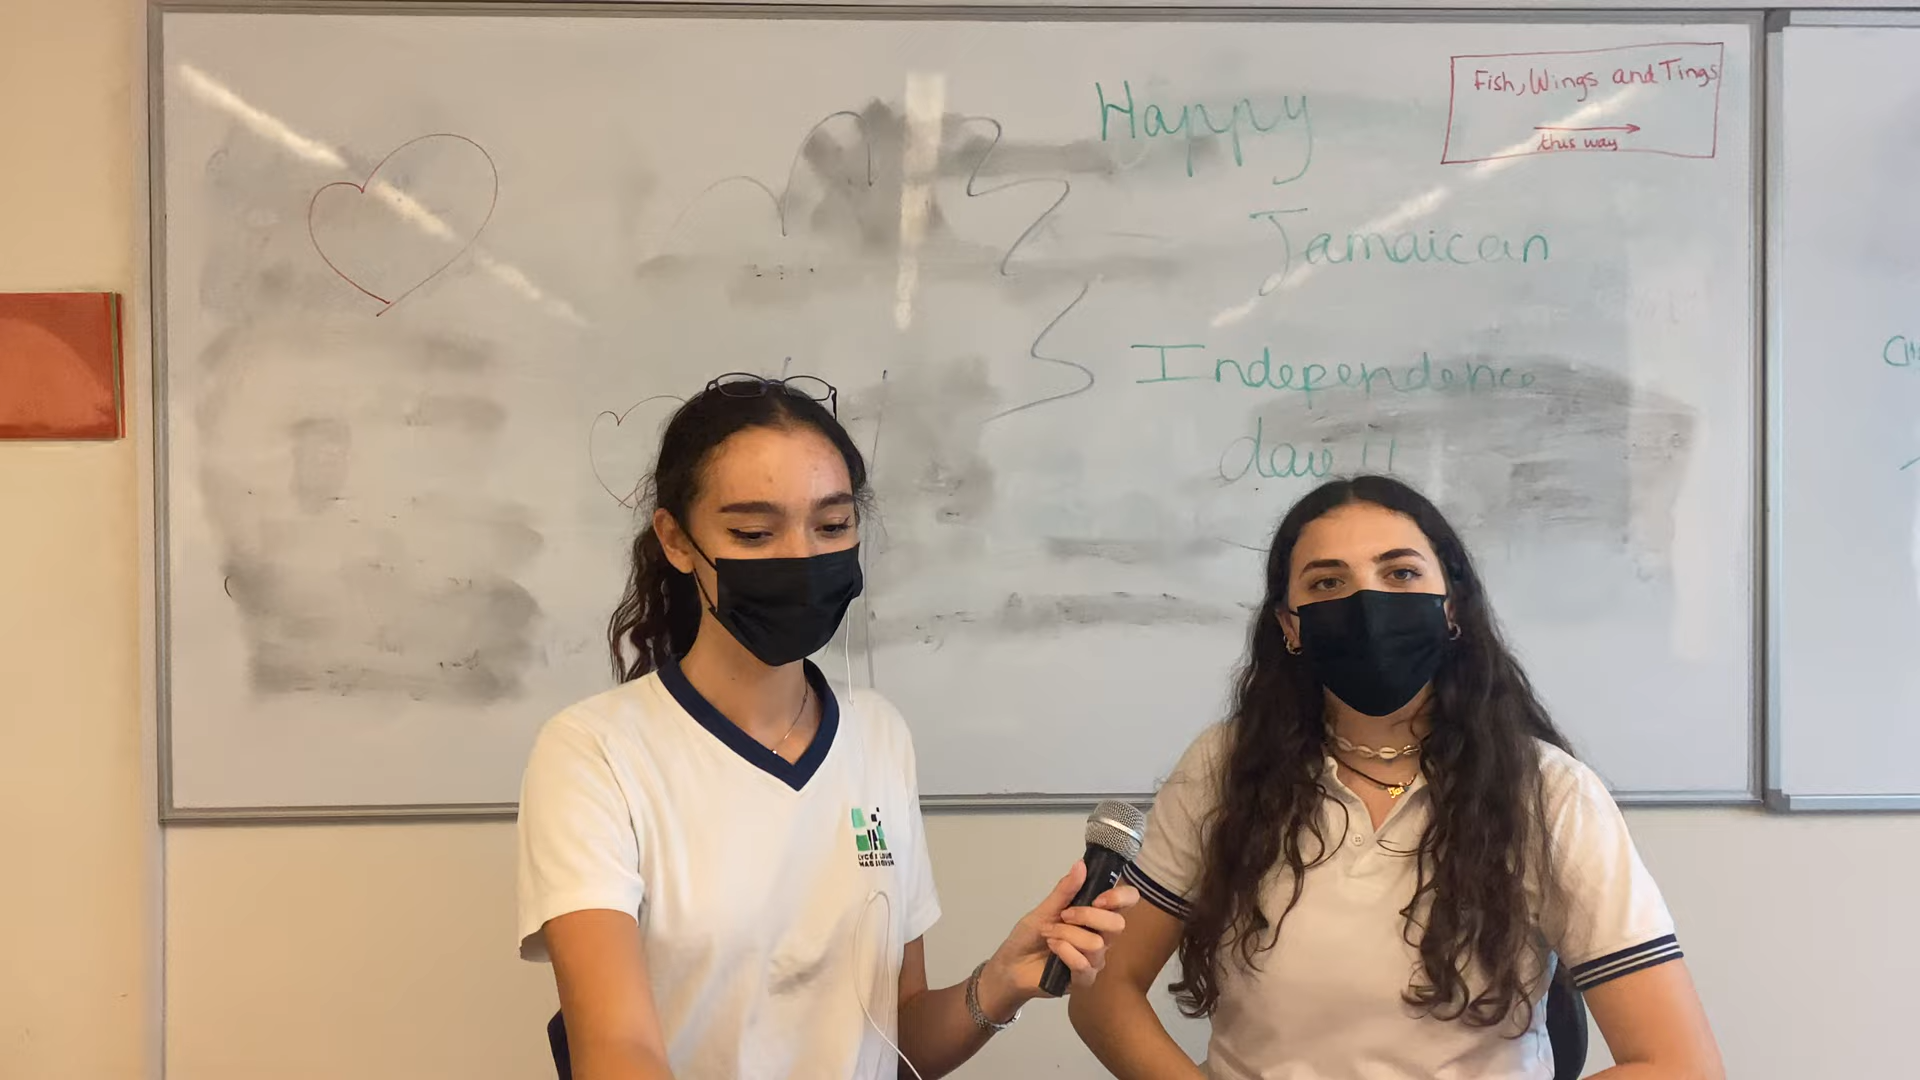 Happy
Jamaican
Independence
day!!
Fish, Wings and Tings
this way